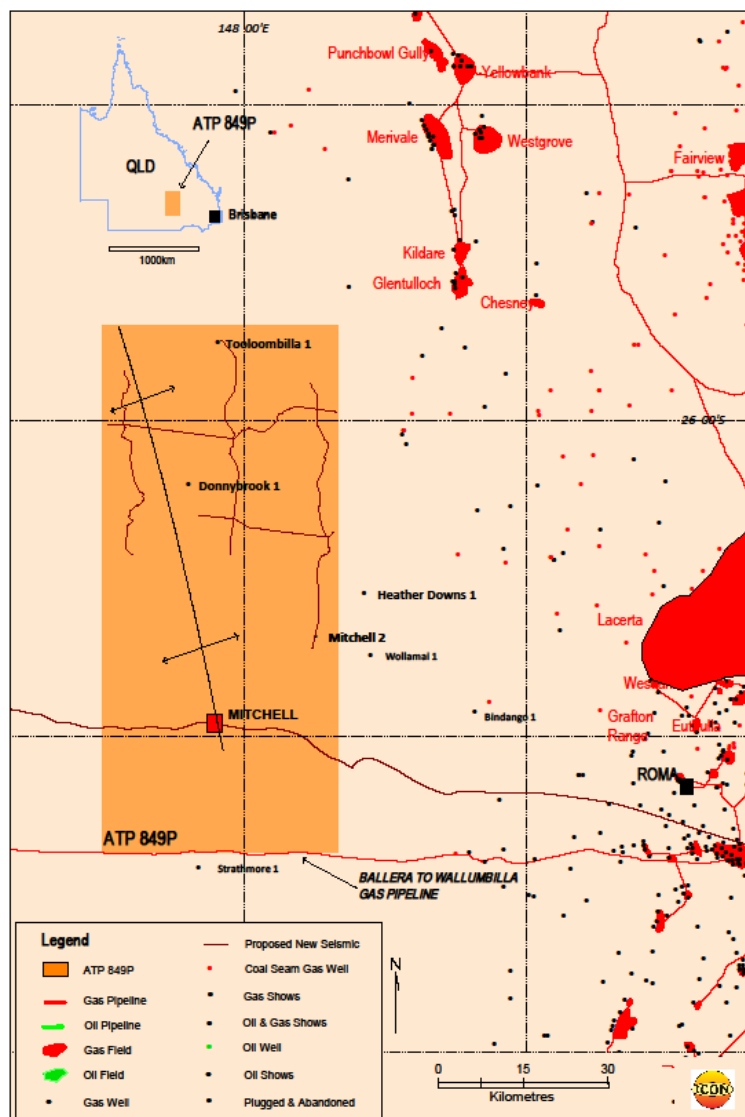 148 00'E
Punchbowl Gully
Yellowbank
ATP 849P
Merivale
Westgrove
QLD
Fairview
Brisbane
1000km
Kildare
Glentulloch
Chesney
Tooloombilla 1
26 00'S
Donnybrook 1
Heather Downs 1
Lacerta
Mitchell 2
Wollamai 1
MITCHELL
Bindango 1
Grafton
Range
ROMA
ATP 849P
Strathmore 1
BALLERA TO WALLUMBILLA
GAS PIPELINE
Legend
ATP 849P
Gas Pipeline
Oil Pipeline
Gas Field
Oil Field
Gas Well
Proposed New Seismic
Coal Seam Gas Well
Gas Shows
Oil & Gas Shows
Oil Well
Oil Shows
Plugged & Abandoned
N
0 15 30
Kilometres
ICON